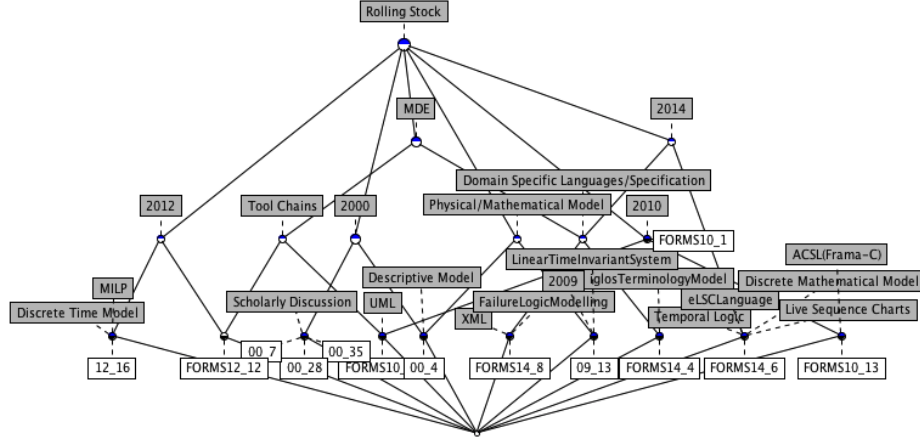 Rolling Stock
MDE
2014
Domain Specific Languages/Specification
2012
Tool Chains
2000
Physical/Mathematical Model
2010
FORMS10_1
LinearTimeInvariantSystem
ACSL(Frama-C)
Descriptive Model
2009
iglosTerminologyModel
Discrete Mathematical Model
MILP
Scholarly Discussion
UML
FailureLogicModelling
eLSCLanguage
Discrete Time Model
XML
Temporal Logic
Live Sequence Charts
00_7
00_35
12_16
FORMS12_12
00_28
FORMS10_
00_4
FORMS14_8
09_13
FORMS14_4
FORMS14_6
FORMS10_13